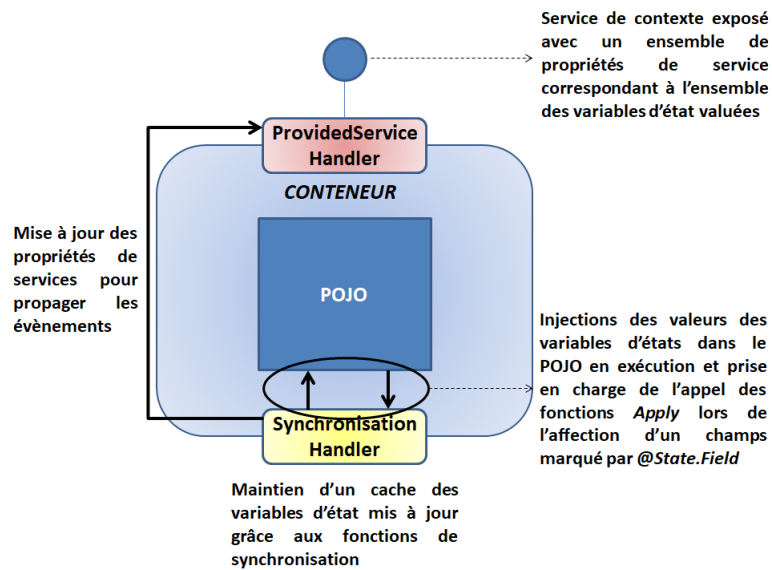 Service de contexte exposé
avec un ensemble de
propriétés de service
correspondant à l'ensemble
des variables d'état valuées
ProvidedService
Handler
CONTENEUR
POJO
Mise à jour des
propriétés de
services pour
propager les
évènements
Injections des valeurs des
variables d'états dans le
POJO en exécution et prise
en charge de l'appel des
fonctions Apply lors de
l'affection d'un champs
marqué par @State.Field
Synchronisation
Handler
Maintien d'un cache des
variables d'état mis à jour
grâce aux fonctions de
synchronisation